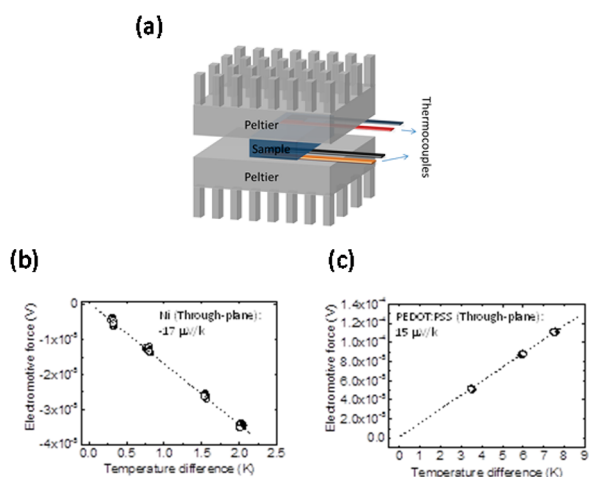 (a)
Peltier
Sample
Peltier
Thermocouples
(b)
Ni (Through-plane):
-17 μV/k
Electromotive force (V)
0
-1x10⁻⁵
-2x10⁻⁵
-3x10⁻⁵
-4x10⁻⁵
0.0 0.5 1.0 1.5 2.0 2.5
Temperature difference (K)
(c)
PEDOT:PSS (Through-plane):
15 μV/k
Electromotive force (V)
1.4x10⁻⁴
1.2x10⁻⁴
1.0x10⁻⁴
8.0x10⁻⁵
6.0x10⁻⁵
4.0x10⁻⁵
2.0x10⁻⁵
0.0
0 1 2 3 4 5 6 7 8 9
Temperature difference (K)